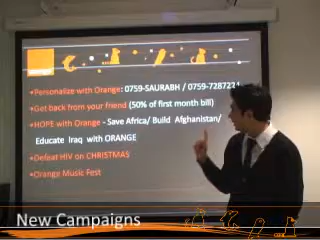 orange
•Personalize with Orange: 0759-SAURABH / 0759-7287224
•Get back from your friend (50% of first month bill)
•HOPE with Orange - Save Africa/ Build Afghanistan/
Educate Iraq with ORANGE
•Defeat HIV on CHRISTMAS
•Orange Music Fest
New Campaigns